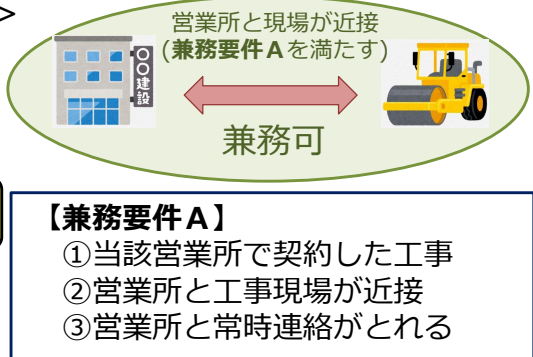 >
営業所と現場が近接
(兼務要件Aを満たす)
〇〇建設
兼務可
【兼務要件A】
①当該営業所で契約した工事
②営業所と工事現場が近接
③営業所と常時連絡がとれる